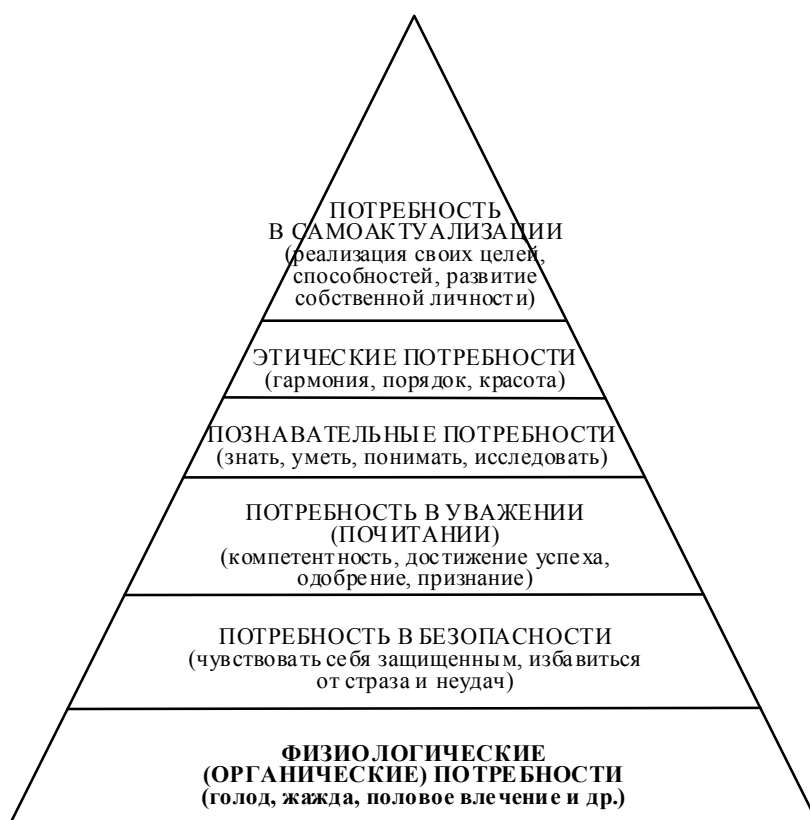 ПОТРЕБНОСТЬ
В САМОАКТУАЛИЗАЦИИ
(реализация своих целей,
способностей, развитие
собственной личности)
ЭТИЧЕСКИЕ ПОТРЕБНОСТИ
(гармония, порядок, красота)
ПОЗНАВАТЕЛЬНЫЕ ПОТРЕБНОСТИ
(знать, уметь, понимать, исследовать)
ПОТРЕБНОСТЬ В УВАЖЕНИИ
(ПОЧИТАНИИ)
(компетентность, достижение успеха,
одобрение, признание)
ПОТРЕБНОСТЬ В БЕЗОПАСНОСТИ
(чувствовать себя защищенным, избавиться
от страза и неудач)
ФИЗИОЛОГИЧЕСКИЕ
(ОРГАНИЧЕСКИЕ) ПОТРЕБНОСТИ
(голод, жажда, половое влечение и др.)